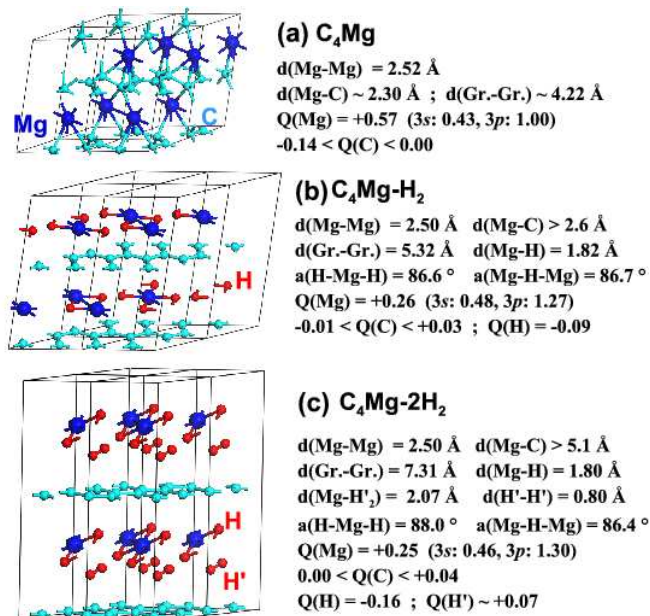 (a) C₄Mg
d(Mg-Mg) = 2.52 Å
d(Mg-C) ~ 2.30 Å ; d(Gr.-Gr.) ~ 4.22 Å
Q(Mg) = +0.57 (3s: 0.43, 3p: 1.00)
-0.14 < Q(C) < 0.00
Mg
C
(b) C₄Mg-H₂
d(Mg-Mg) = 2.50 Å d(Mg-C) > 2.6 Å
d(Gr.-Gr.) = 5.32 Å d(Mg-H) = 1.82 Å
a(H-Mg-H) = 86.6 ° a(Mg-H-Mg) = 86.7 °
Q(Mg) = +0.26 (3s: 0.48, 3p: 1.27)
-0.01 < Q(C) < +0.03 ; Q(H) = -0.09
H
(c) C₄Mg-2H₂
d(Mg-Mg) = 2.50 Å d(Mg-C) > 5.1 Å
d(Gr.-Gr.) = 7.31 Å d(Mg-H) = 1.80 Å
d(Mg-H'₂) = 2.07 Å d(H'-H') = 0.80 Å
a(H-Mg-H) = 88.0 ° a(Mg-H-Mg) = 86.4 °
Q(Mg) = +0.25 (3s: 0.46, 3p: 1.30)
0.00 < Q(C) < +0.04
Q(H) = -0.16 ; Q(H') ~ +0.07
H
H'